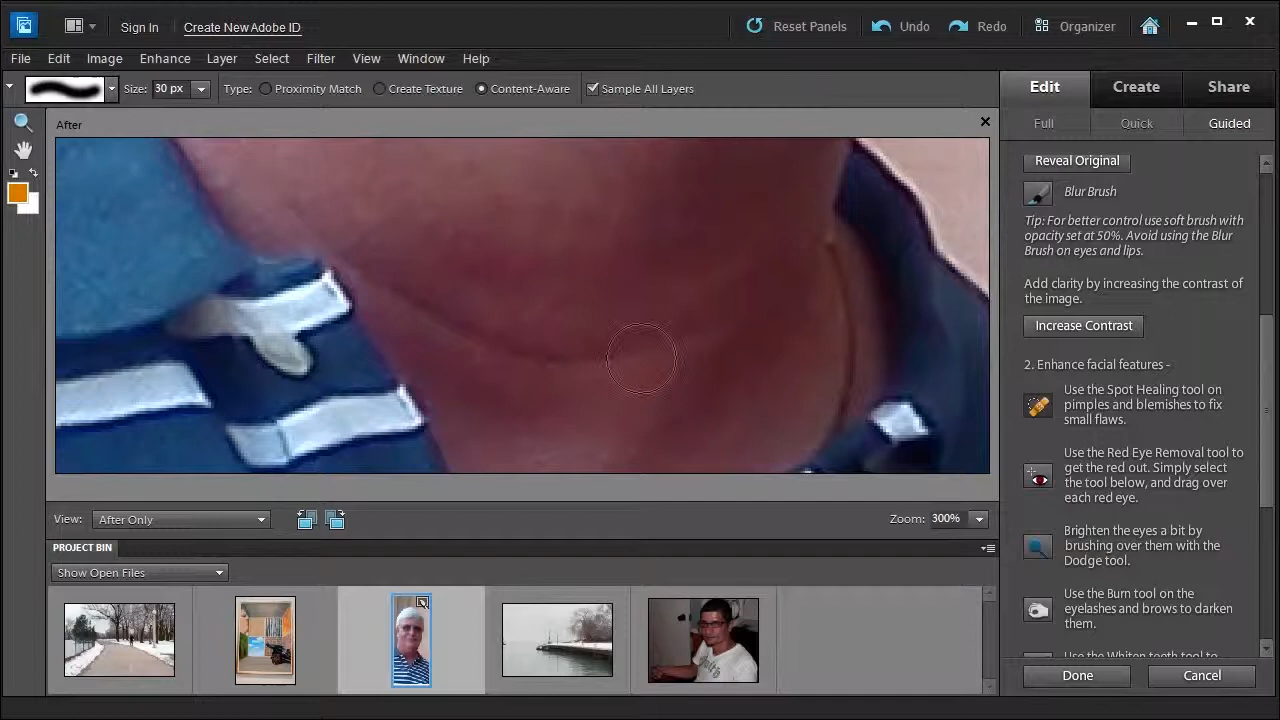 Sign In
Create New Adobe ID
Reset Panels
Undo
Redo
Organizer
File Edit Image Enhance Layer Select Filter View Window Help
Size: 30 px
Type: Proximity Match Create Texture Content-Aware Sample All Layers
Edit Create Share
Full Quick Guided
After
Reveal Original
Blur Brush
Tip: For better control use soft brush with
opacity set at 50%. Avoid using the Blur
Brush on eyes and lips.
Add clarity by increasing the contrast of
the image.
Increase Contrast
2. Enhance facial features -
Use the Spot Healing tool on
pimples and blemishes to fix
small flaws.
Use the Red Eye Removal tool to
get the red out. Simply select
the tool below, and drag over
each red eye.
Brighten the eyes a bit by
brushing over them with the
Dodge tool.
Use the Burn tool on the
eyelashes and brows to darken
them.
Use the Whiten teeth tool to
Done
Cancel
View: After Only
Zoom: 300%
PROJECT BIN
Show Open Files